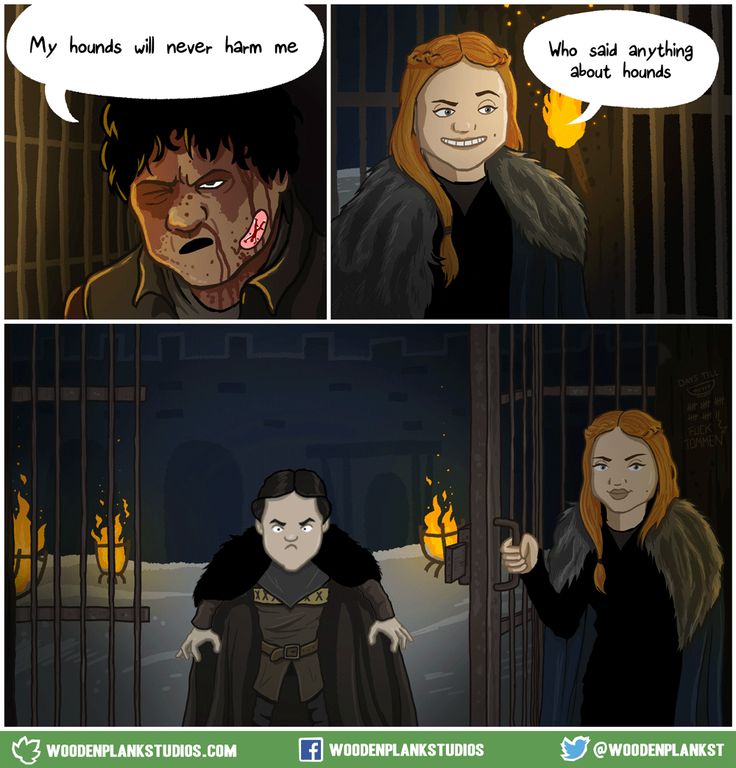 My hounds will never harm me
Who said anything
about hounds
DAYS TILL
FUCK
TOMMEN
WOODENPLANKSTUDIOS.COM
WOODENPLANKSTUDIOS
@WOODENPLANKST